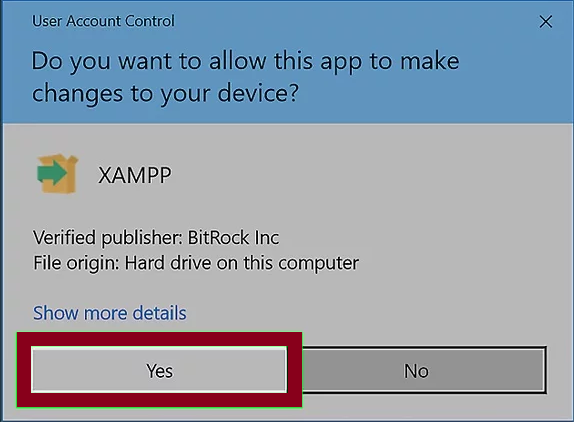 User Account Control
Do you want to allow this app to make
changes to your device?
XAMPP
Verified publisher: BitRock Inc
File origin: Hard drive on this computer
Show more details
Yes No